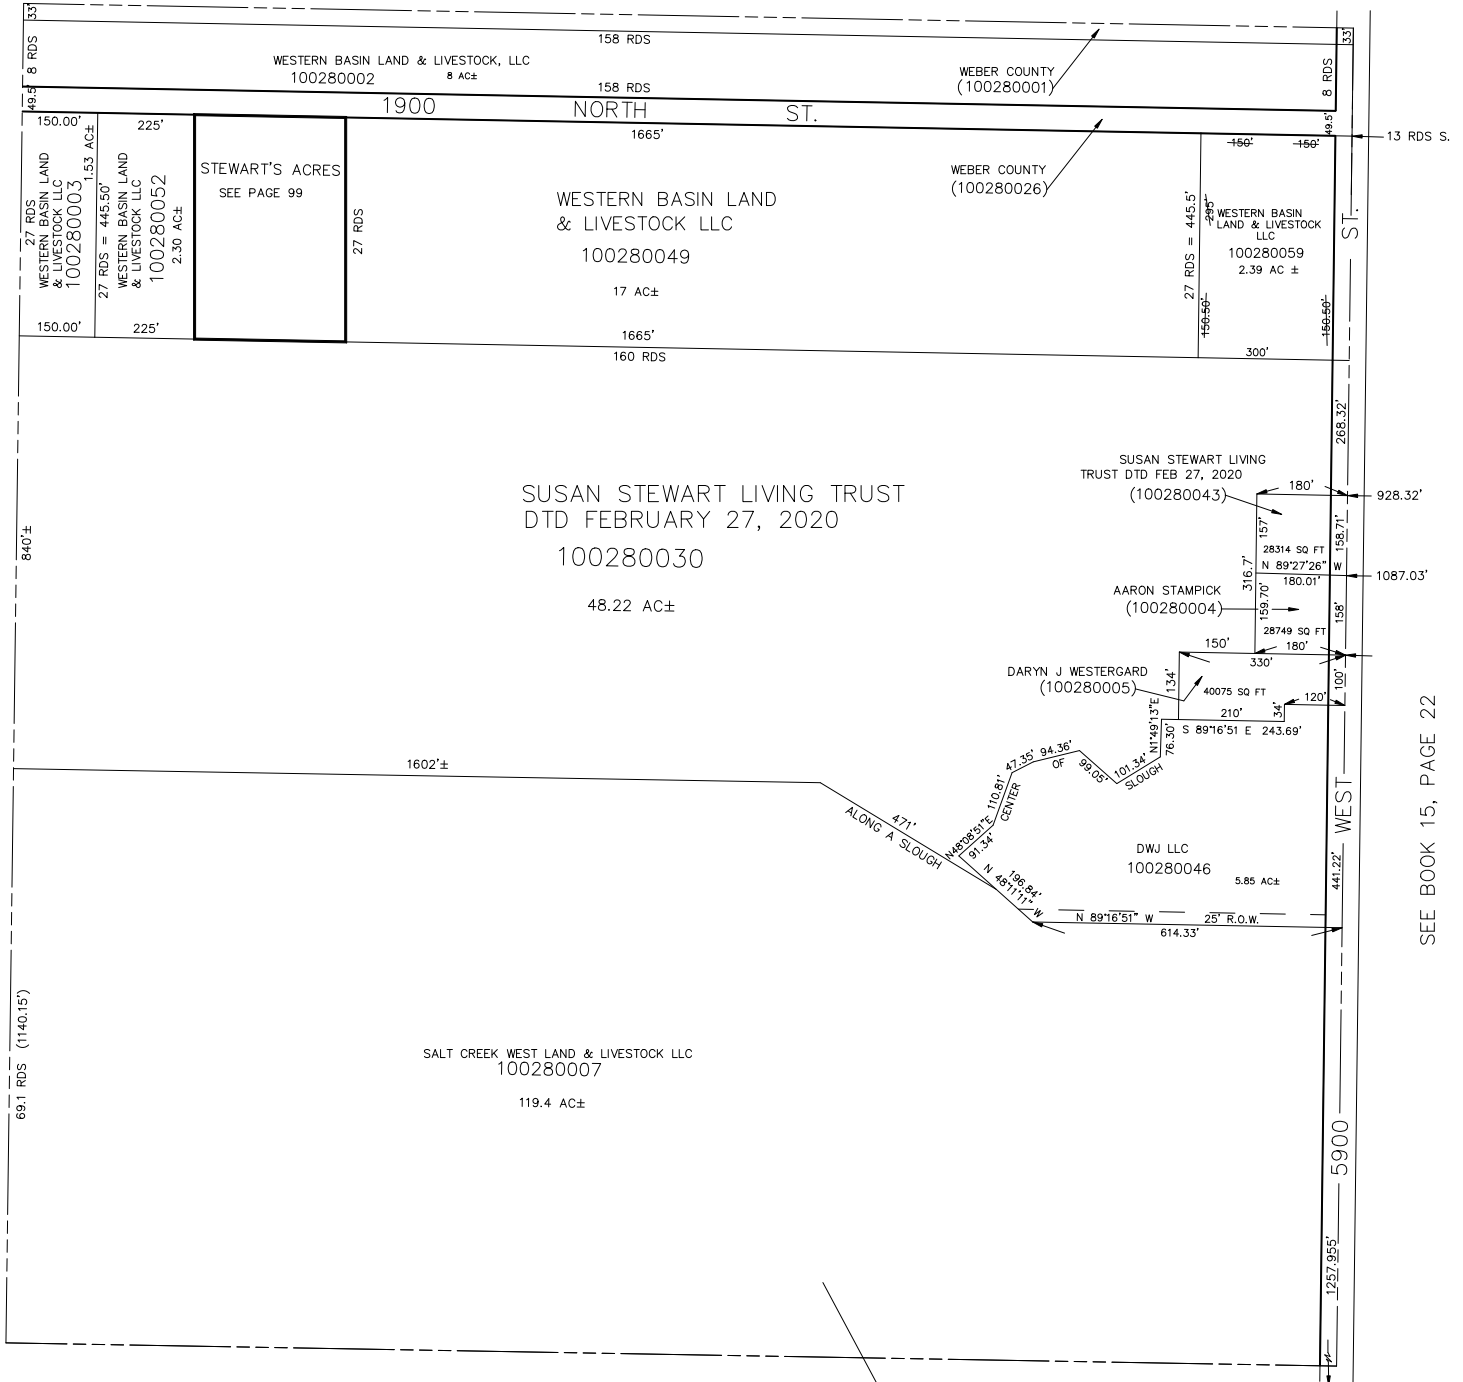 33'
8 RDS
158 RDS
WESTERN BASIN LAND & LIVESTOCK, LLC
100280002
8 AC±
158 RDS
WEBER COUNTY
(100280001)
8 RDS
33'
49.5'
1900 NORTH ST.
49.5'
13 RDS S.
150.00'
225'
1665'
27 RDS
WESTERN BASIN LAND
& LIVESTOCK LLC
100280003
1.53 AC±
150.00'
27 RDS = 445.50'
WESTERN BASIN LAND
& LIVESTOCK LLC
100280052
2.30 AC±
225'
STEWART'S ACRES
SEE PAGE 99
27 RDS
WESTERN BASIN LAND
& LIVESTOCK LLC
100280049
17 AC±
1665'
160 RDS
WEBER COUNTY
(100280026)
150'
150'
27 RDS = 445.5'
295'
WESTERN BASIN
LAND & LIVESTOCK
LLC
100280059
2.39 AC ±
150.50'
150.50'
300'
ST.
268.32'
840'±
SUSAN STEWART LIVING TRUST
DTD FEBRUARY 27, 2020
100280030
48.22 AC±
SUSAN STEWART LIVING
TRUST DTD FEB 27, 2020
(100280043)
180'
928.32'
157'
158.71'
28314 SQ FT
N 89°27'26" W
180.01'
1087.03'
316.7'
AARON STAMPICK
(100280004)
159.70'
158'
28749 SQ FT
150'
180'
330'
DARYN J WESTERGARD
(100280005)
134'
40075 SQ FT
100'
120'
34'
210'
S 89°16'51 E 243.69'
N1°49'13"E
76.30'
101.34'
99.05'
94.36'
47.35'
110.81'
CENTER
OF
SLOUGH
N48°08'51"E
91.34'
1602'±
471'
ALONG A SLOUGH
196.84'
N 48°11'11" W
DWJ LLC
100280046
5.85 AC±
441.22'
WEST
N 89°16'51" W
25' R.O.W.
614.33'
SEE BOOK 15, PAGE 22
69.1 RDS (1140.15')
SALT CREEK WEST LAND & LIVESTOCK LLC
100280007
119.4 AC±
5900
1257.955'